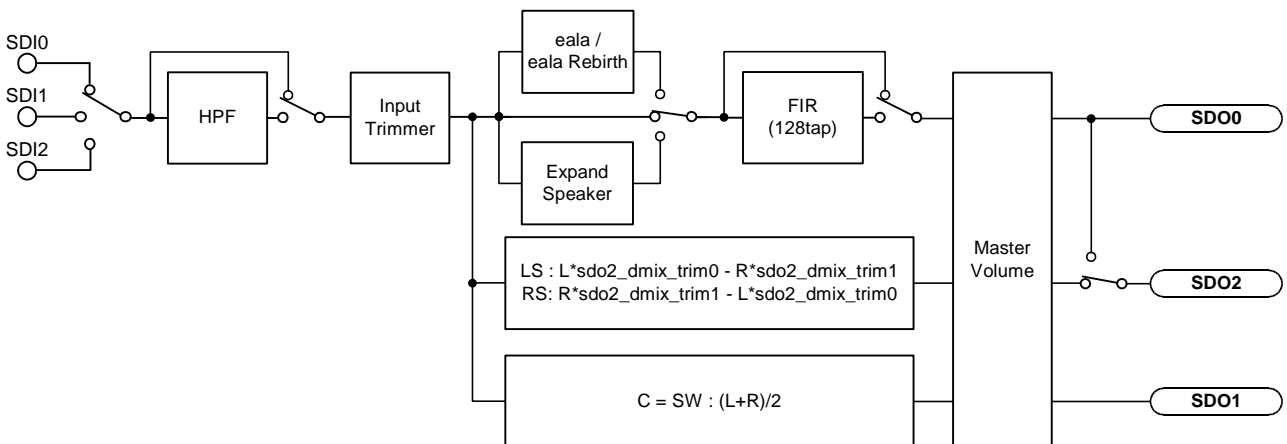 SDI0
SDI1
SDI2
HPF
Input
Trimmer
eala /
eala Rebirth
Expand
Speaker
FIR
(128tap)
LS : L*sdo2_dmix_trim0 - R*sdo2_dmix_trim1
RS: R*sdo2_dmix_trim1 - L*sdo2_dmix_trim0
C = SW : (L+R)/2
Master
Volume
SDO0
SDO2
SDO1